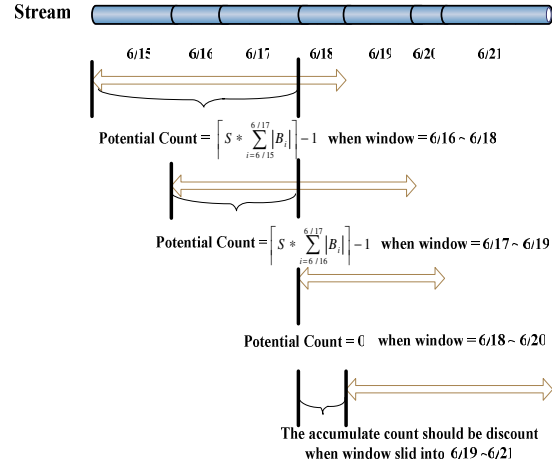 Stream
6/15 6/16 6/17 6/18 6/19 6/20 6/21
Potential Count = ⌈S * ∑_{i=6/15}^{6/17} |B_i|⌉ − 1 when window = 6/16 ~ 6/18
Potential Count = ⌈S * ∑_{i=6/16}^{6/17} |B_i|⌉ − 1 when window = 6/17 ~ 6/19
Potential Count = 0 when window = 6/18 ~ 6/20
The accumulate count should be discount
when window slid into 6/19 ~6/21